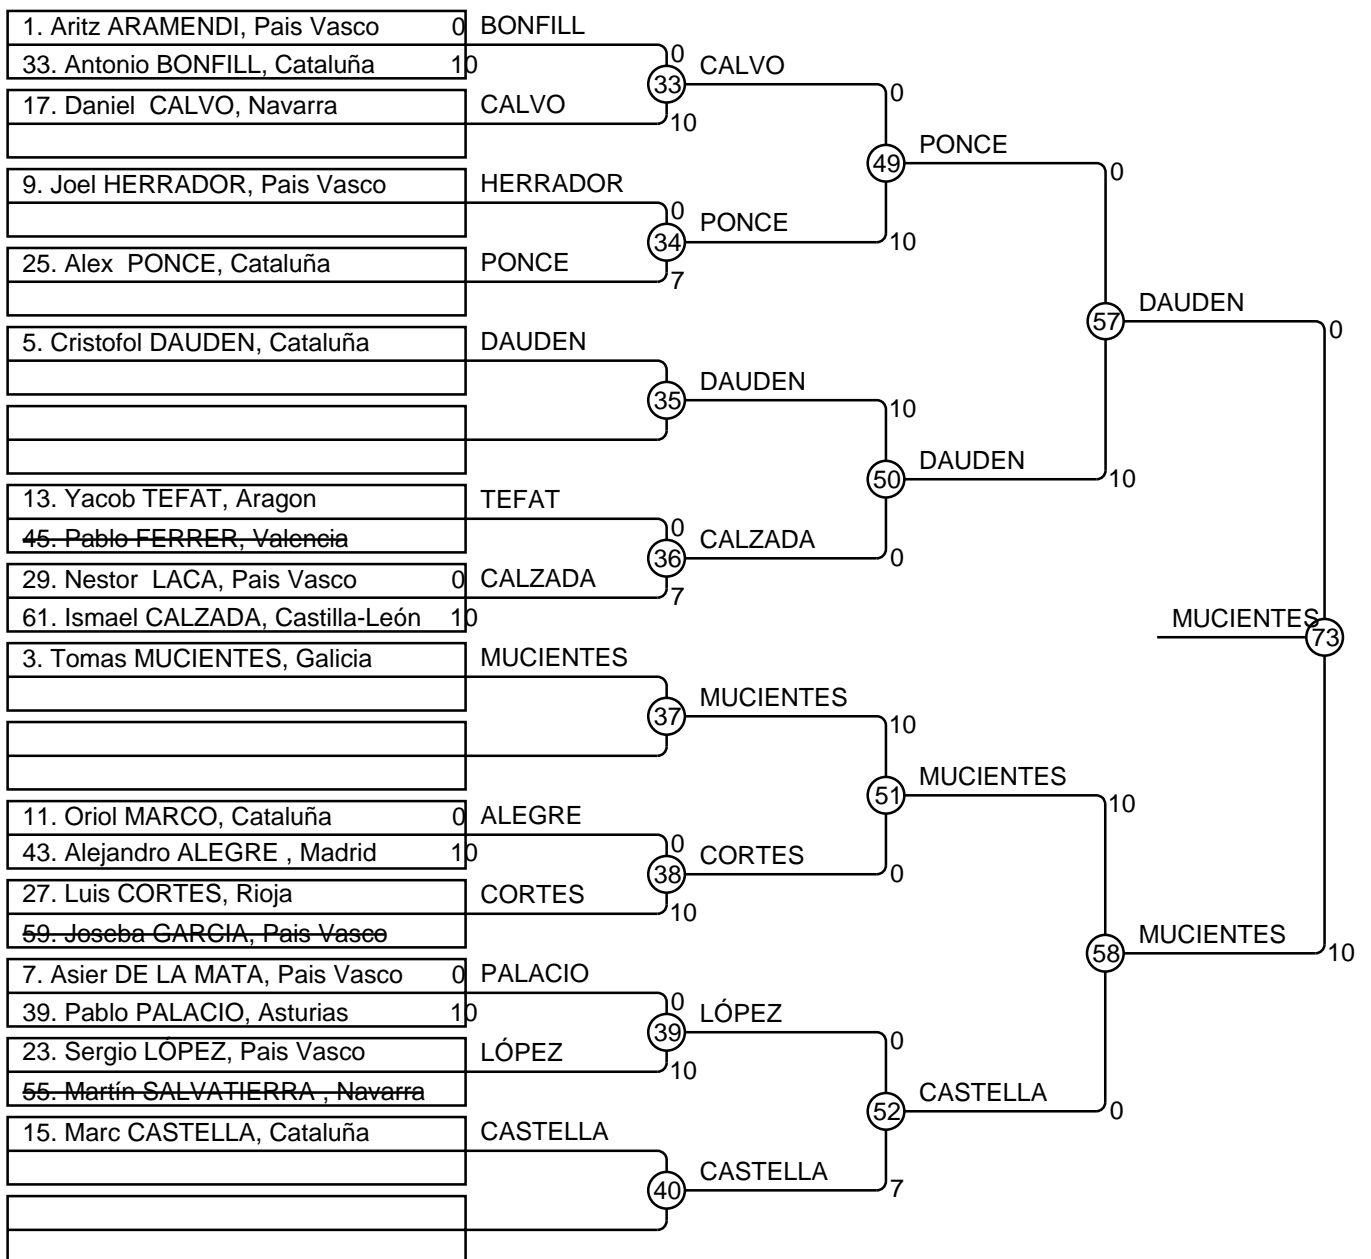 1. Aritz ARAMENDI, Pais Vasco 0 BONFILL
33. Antonio BONFILL, Cataluña 10
0
33 CALVO
17. Daniel CALVO, Navarra CALVO
10
0
49 PONCE
0
9. Joel HERRADOR, Pais Vasco HERRADOR
0
34 PONCE
10
25. Alex PONCE, Cataluña PONCE
7
57 DAUDEN
0
5. Cristofol DAUDEN, Cataluña DAUDEN
35 DAUDEN
10
50 DAUDEN
10
13. Yacob TEFAT, Aragon TEFAT
45. Pablo FERRER, Valencia
0
36 CALZADA
0
29. Nestor LACA, Pais Vasco 0 CALZADA
7
61. Ismael CALZADA, Castilla-León 10
MUCIENTES 73
3. Tomas MUCIENTES, Galicia MUCIENTES
37 MUCIENTES
10
51 MUCIENTES
10
11. Oriol MARCO, Cataluña 0 ALEGRE
43. Alejandro ALEGRE , Madrid 10
0
38 CORTES
0
27. Luis CORTES, Rioja CORTES
10
59. Joseba GARCIA, Pais Vasco
58 MUCIENTES
10
7. Asier DE LA MATA, Pais Vasco 0 PALACIO
39. Pablo PALACIO, Asturias 10
0
39 LÓPEZ
0
23. Sergio LÓPEZ, Pais Vasco LÓPEZ
10
55. Martín SALVATIERRA , Navarra
52 CASTELLA
0
15. Marc CASTELLA, Cataluña CASTELLA
40 CASTELLA
7